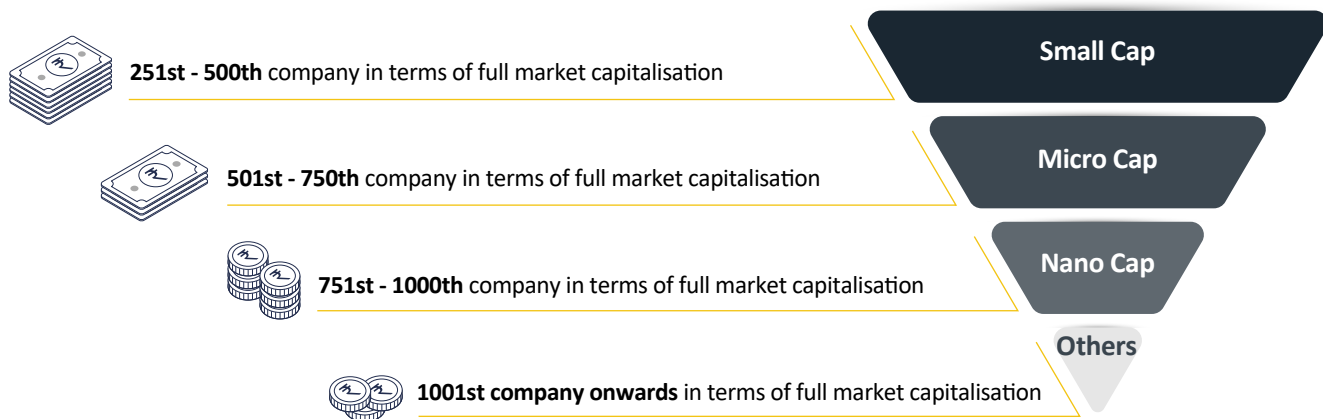 Small Cap
251st - 500th company in terms of full market capitalisation
Micro Cap
501st - 750th company in terms of full market capitalisation
Nano Cap
751st - 1000th company in terms of full market capitalisation
Others
1001st company onwards in terms of full market capitalisation